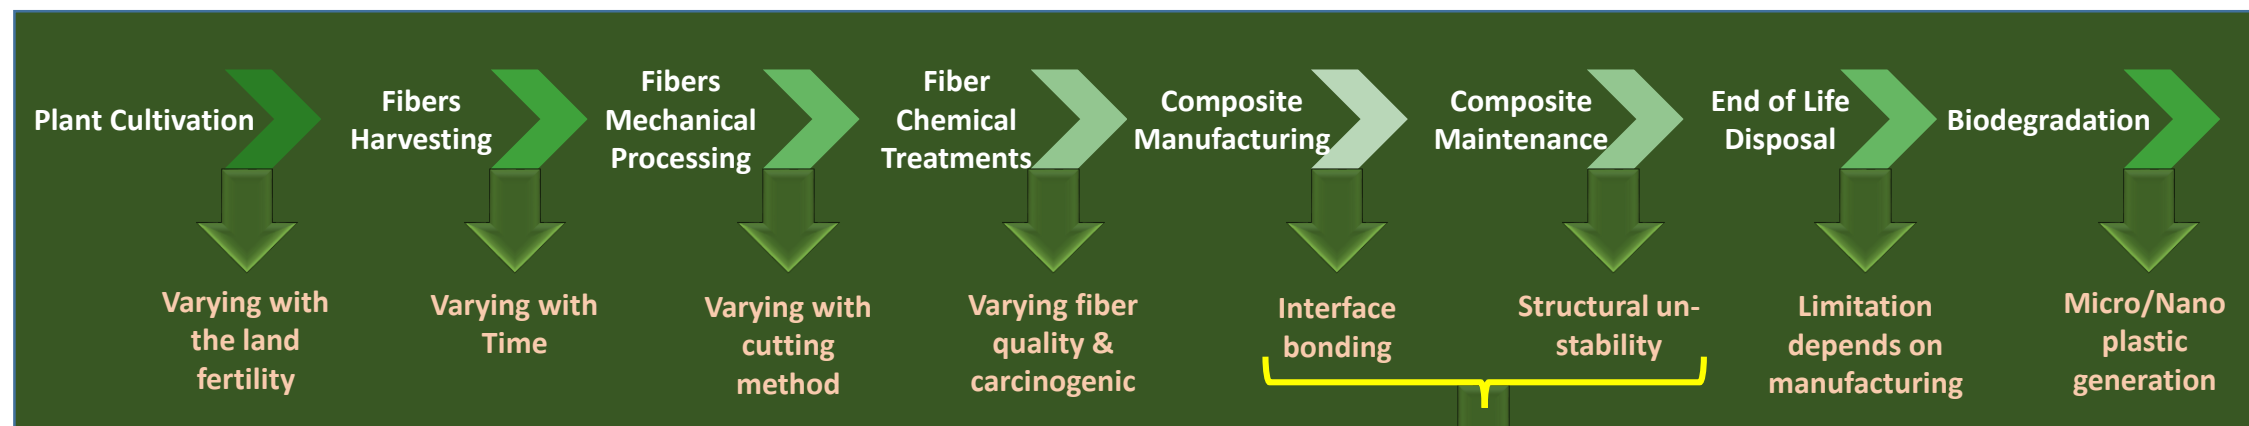 Plant Cultivation
Fibers
Harvesting
Fibers
Mechanical
Processing
Fiber
Chemical
Treatments
Composite
Manufacturing
Composite
Maintenance
End of Life
Disposal
Biodegradation
Varying with
the land
fertility
Varying with
Time
Varying with
cutting
method
Varying fiber
quality &
carcinogenic
Interface
bonding
Structural un-
stability
Limitation
depends on
manufacturing
Micro/Nano
plastic
generation